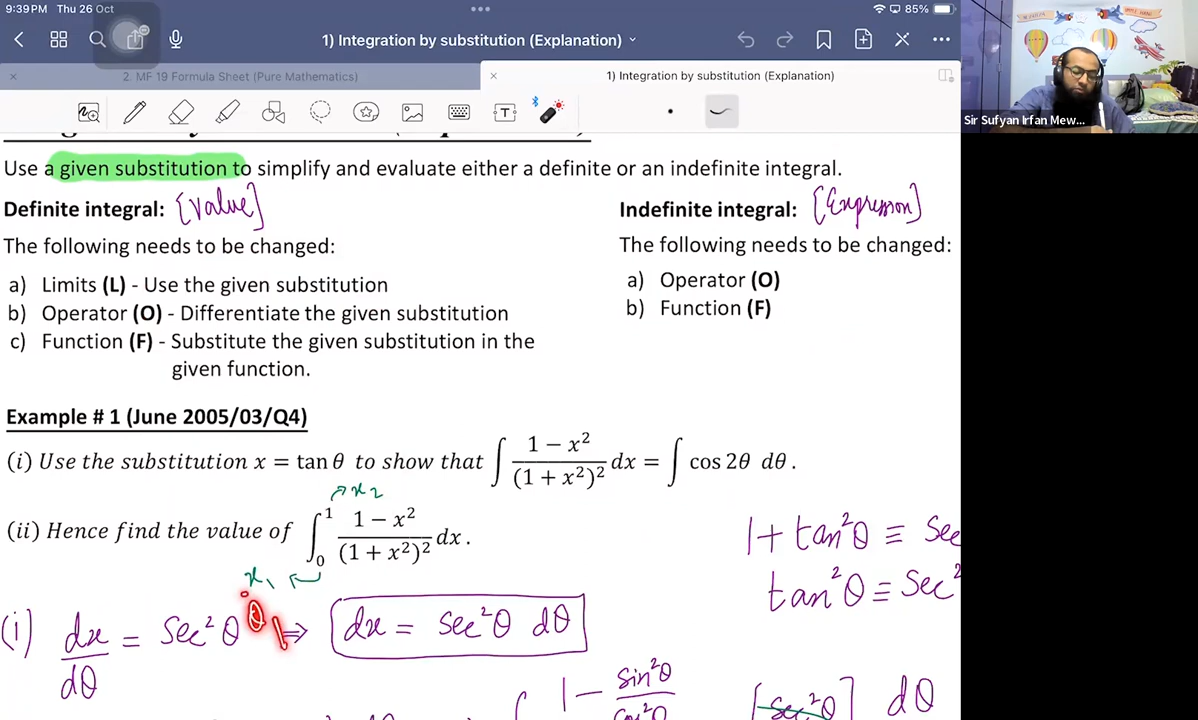 9:39 PM Thu 26 Oct
85%
1) Integration by substitution (Explanation)
2. MF 19 Formula Sheet (Pure Mathematics)
1) Integration by substitution (Explanation)
Sir Sufyan Irfan Mew...
Use a given substitution to simplify and evaluate either a definite or an indefinite integral.
Definite integral: {Value}
The following needs to be changed:
a) Limits (L) - Use the given substitution
b) Operator (O) - Differentiate the given substitution
c) Function (F) - Substitute the given substitution in the
given function.
Indefinite integral: [Expression]
The following needs to be changed:
a) Operator (O)
b) Function (F)
Example # 1 (June 2005/03/Q4)
(i) Use the substitution x = tan θ to show that ∫ (1 − x²)/(1 + x²)² dx = ∫ cos 2θ dθ .
x₂
(ii) Hence find the value of ∫₀¹ (1 − x²)/(1 + x²)² dx .
x₁
1 + tan²θ ≡ Sec
tan²θ ≡ Sec²
θ₁
(i) dx/dθ = Sec²θ ⇒ dx = Sec²θ dθ
1 − Sin²θ/Cos²θ [Sec²θ] dθ